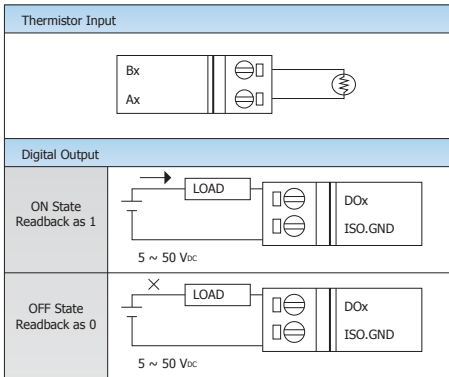 Thermistor Input
Bx
Ax
Digital Output
ON State
Readback as 1
LOAD
DOx
ISO.GND
5 ~ 50 VDC
OFF State
Readback as 0
LOAD
DOx
ISO.GND
5 ~ 50 VDC